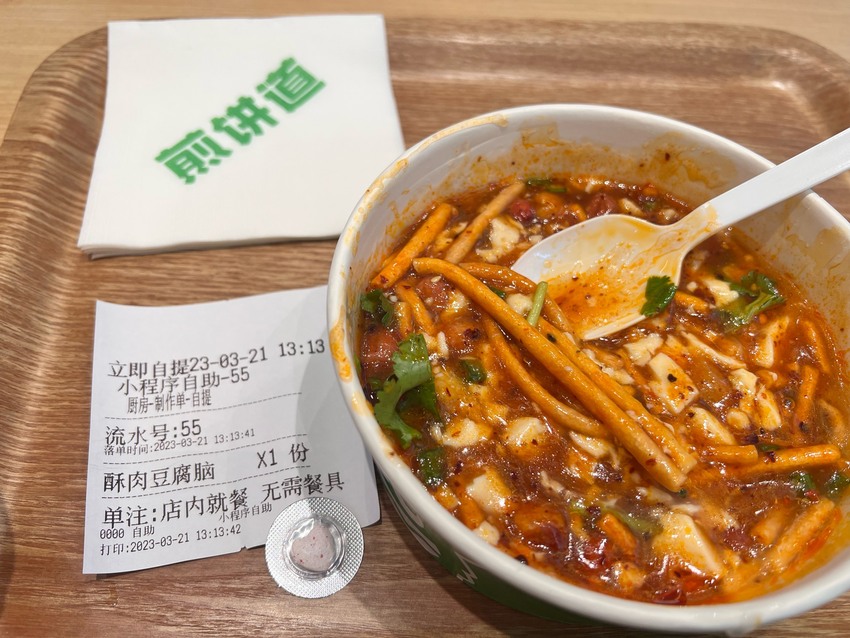 煎饼道
立即自提23-03-21 13:13
小程序自助-55
厨房-制作单-自提
流水号:55
落单时间:2023-03-21 13:13:41
酥肉豆腐脑 X1 份
单注:店内就餐 无需餐具
小程序自助
0000 自助
打印:2023-03-21 13:13:42